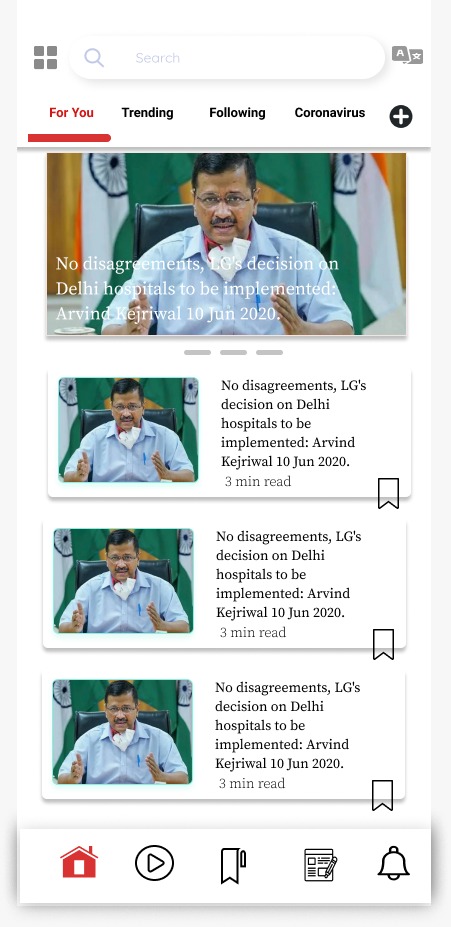 Search
For You
Trending
Following
Coronavirus
No disagreements, LG's decision on
Delhi hospitals to be implemented:
Arvind Kejriwal 10 Jun 2020.
No disagreements, LG's
decision on Delhi
hospitals to be
implemented: Arvind
Kejriwal 10 Jun 2020.
3 min read
No disagreements, LG's
decision on Delhi
hospitals to be
implemented: Arvind
Kejriwal 10 Jun 2020.
3 min read
No disagreements, LG's
decision on Delhi
hospitals to be
implemented: Arvind
Kejriwal 10 Jun 2020.
3 min read